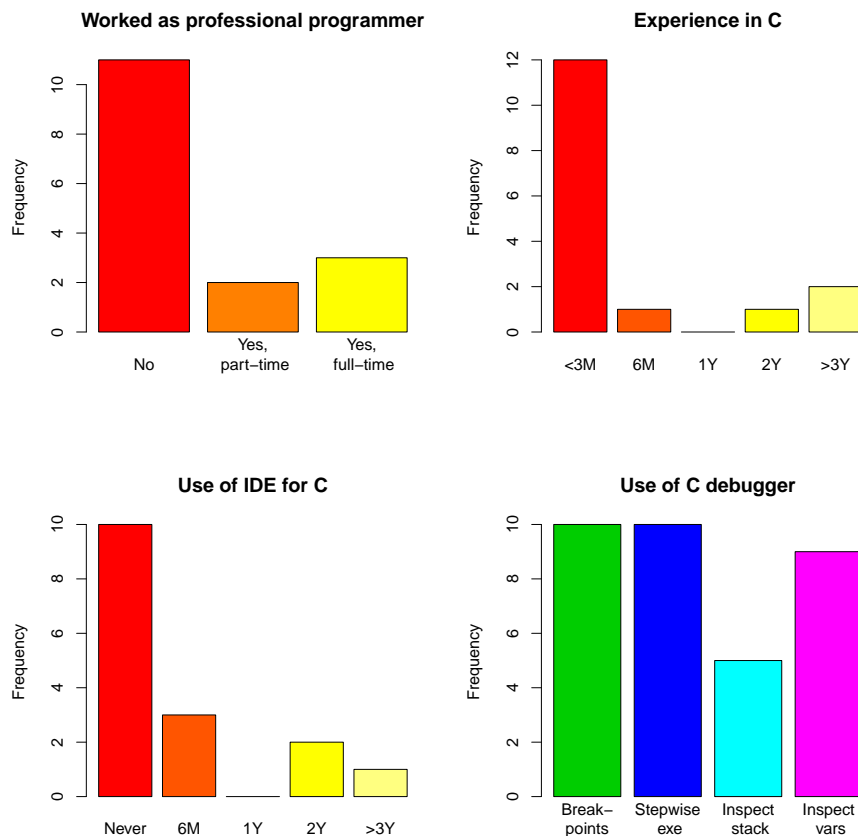 Worked as professional programmer
Frequency
0
2
4
6
8
10
No
Yes,
part−time
Yes,
full−time
Experience in C
Frequency
0
2
4
6
8
10
12
<3M
6M
1Y
2Y
>3Y
Use of IDE for C
Frequency
0
2
4
6
8
10
Never
6M
1Y
2Y
>3Y
Use of C debugger
Frequency
0
2
4
6
8
10
Break−
points
Stepwise
exe
Inspect
stack
Inspect
vars